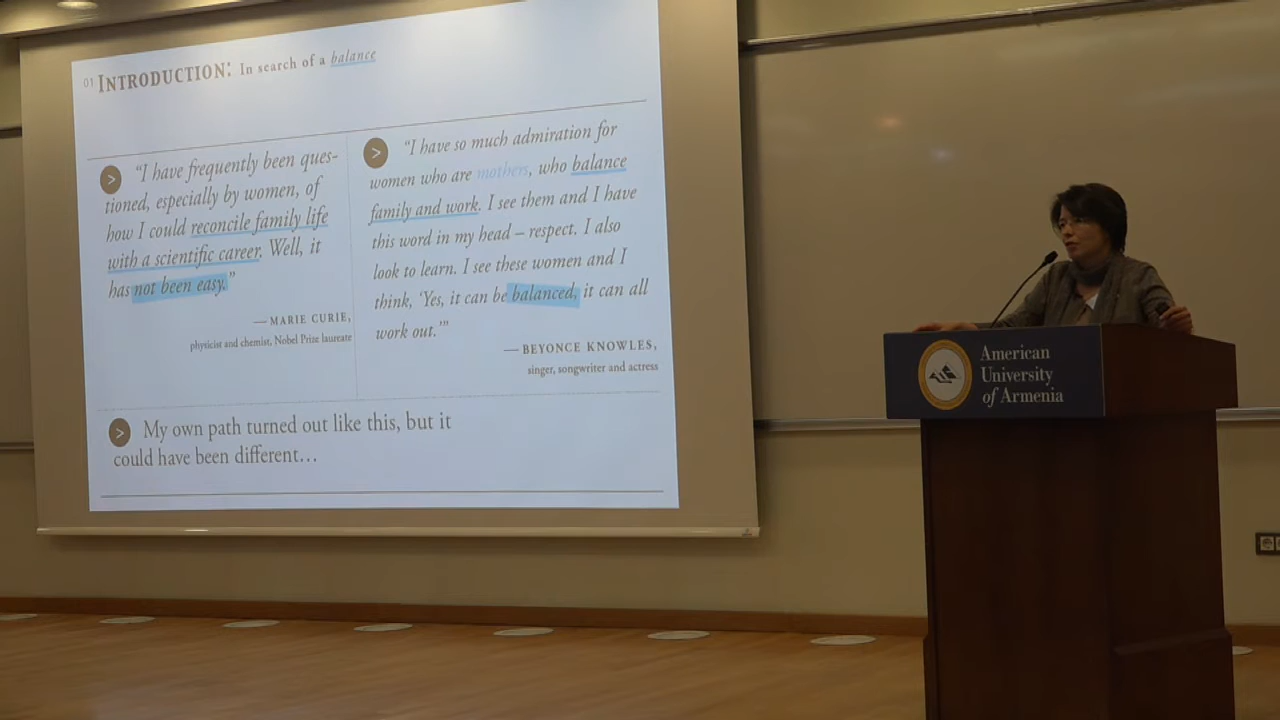 01 INTRODUCTION: In search of a balance
> “I have frequently been ques-
tioned, especially by women, of
how I could reconcile family life
with a scientific career. Well, it
has not been easy.”
— MARIE CURIE,
physicist and chemist, Nobel Prize laureate
> “I have so much admiration for
women who are mothers, who balance
family and work. I see them and I have
this word in my head – respect. I also
look to learn. I see these women and I
think, ‘Yes, it can be balanced, it can all
work out.’”
— BEYONCE KNOWLES,
singer, songwriter and actress
> My own path turned out like this, but it
could have been different…
American
University
of Armenia